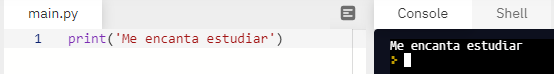 main.py
Console
Shell
1 print('Me encanta estudiar')
Me encanta estudiar
>